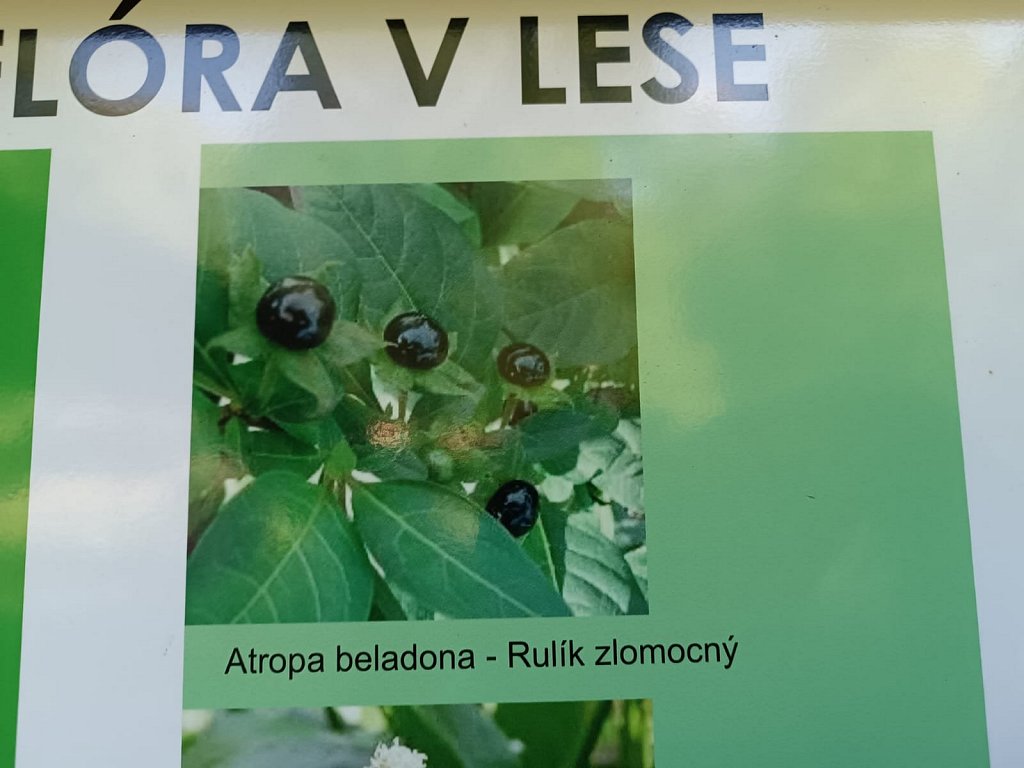 FLÓRA V LESE
Atropa beladona - Rulík zlomocný